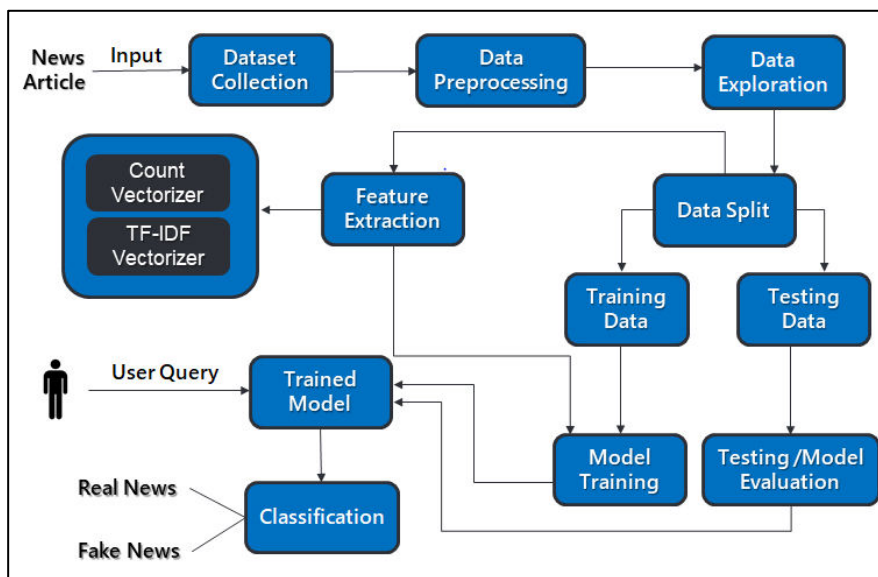 News
Article
Input
Dataset
Collection
Data
Preprocessing
Data
Exploration
Count
Vectorizer
TF-IDF
Vectorizer
Feature
Extraction
Data Split
Training
Data
Testing
Data
User Query
Trained
Model
Model
Training
Testing /Model
Evaluation
Real News
Fake News
Classification